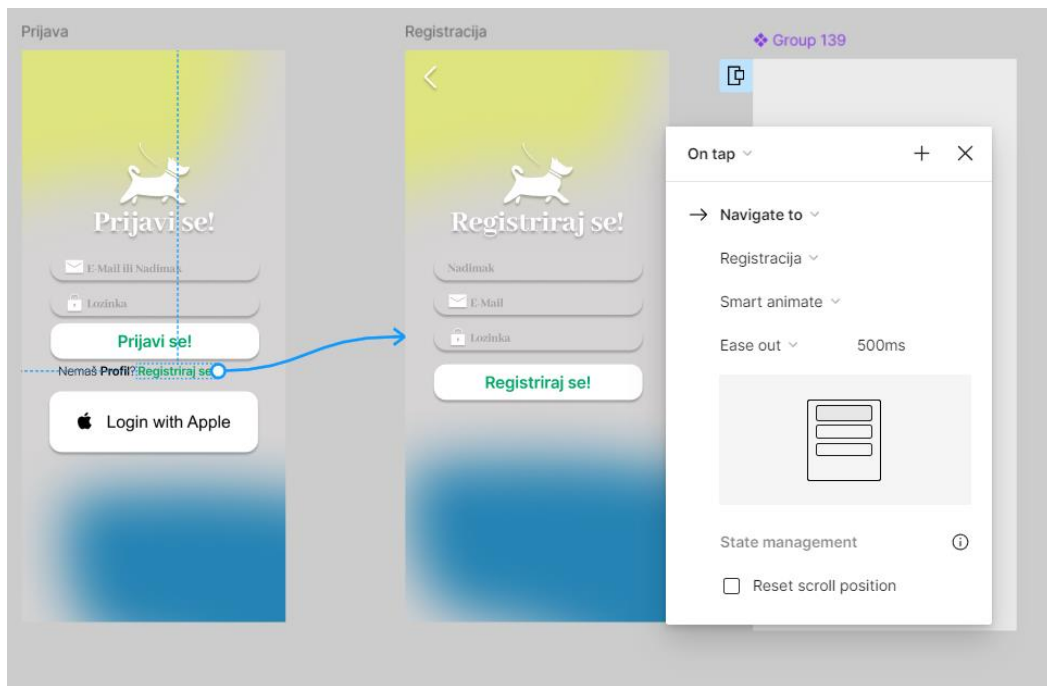 Prijava
Prijavi se!
E-Mail ili Nadimak
Lozinka
Prijavi se!
Nemaš Profil? Registriraj se
Login with Apple
Registracija
Registriraj se!
Nadimak
E-Mail
Lozinka
Registriraj se!
Group 139
On tap
Navigate to
Registracija
Smart animate
Ease out 500ms
State management
Reset scroll position